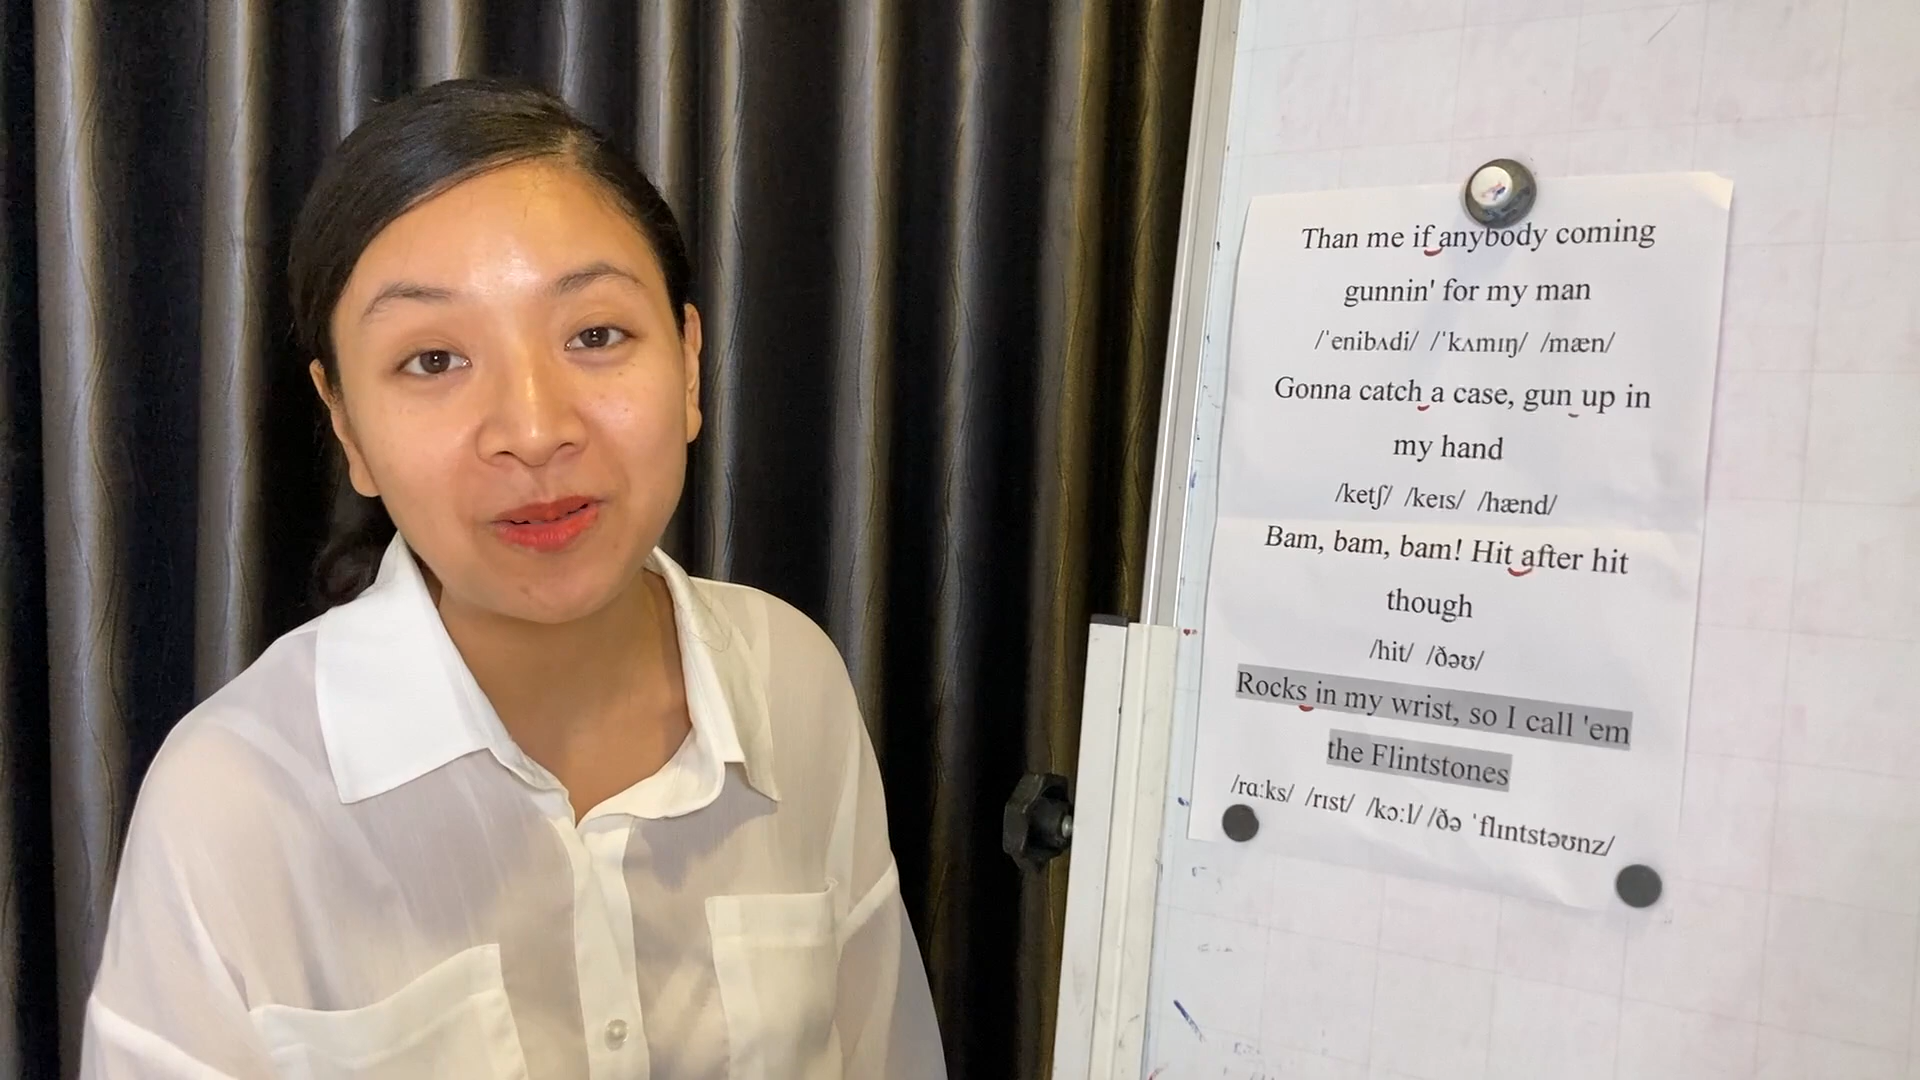 Than me if anybody coming
gunnin' for my man
/ˈenibʌdi/ /ˈkʌmɪŋ/ /mæn/
Gonna catch a case, gun up in
my hand
/ketʃ/ /keɪs/ /hænd/
Bam, bam, bam! Hit after hit
though
/hit/ /ðəʊ/
Rocks in my wrist, so I call 'em
the Flintstones
/rɑːks/ /rɪst/ /kɔːl/ /ðə ˈflɪntstəʊnz/